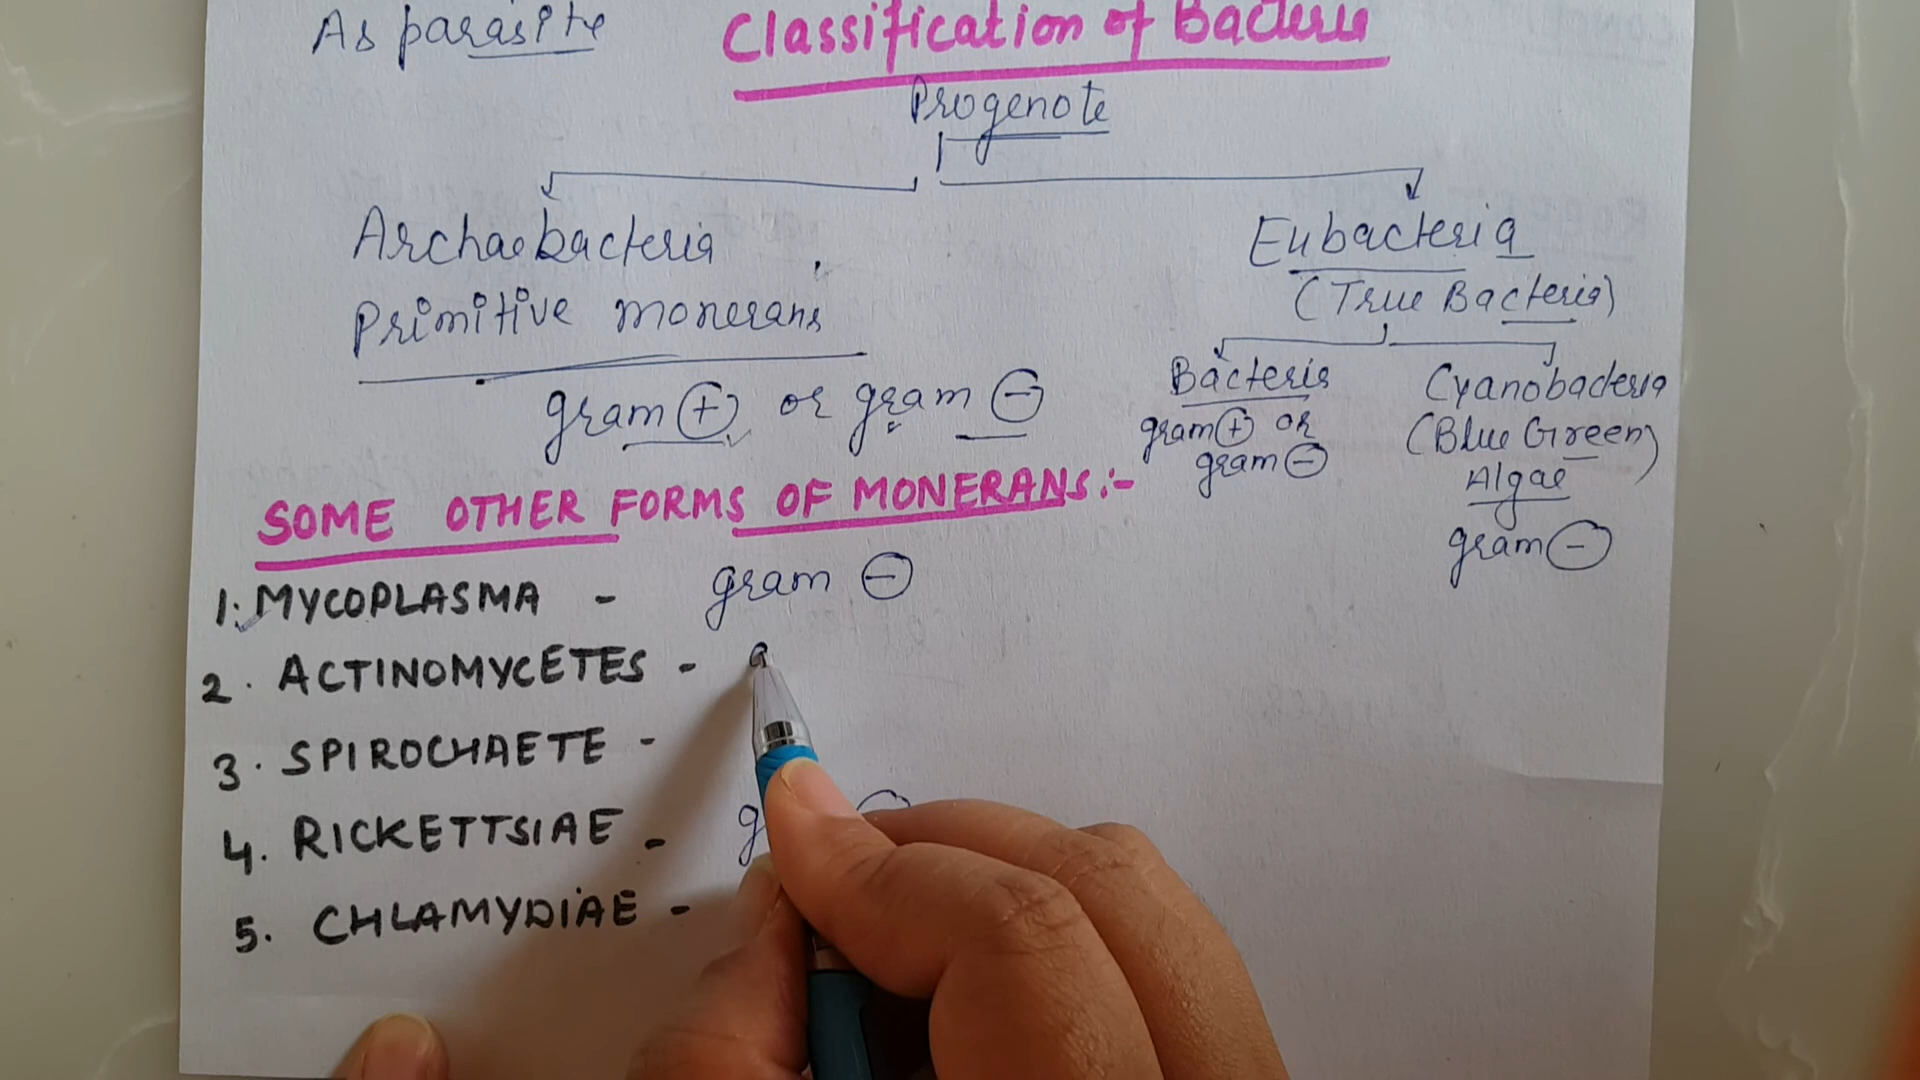 As parasite
Classification of Bacteria
Progenote
Archaebacteria
Primitive monerans
gram (+) or gram (-)
Eubacteria
(True Bacteria)
Bacteria
gram (+) or
gram (-)
Cyanobacteria
(Blue Green)
Algae
gram (-)
SOME OTHER FORMS OF MONERANS:-
1. MYCOPLASMA - gram (-)
2. ACTINOMYCETES -
3. SPIROCHAETE -
4. RICKETTSIAE - g
5. CHLAMYDIAE -